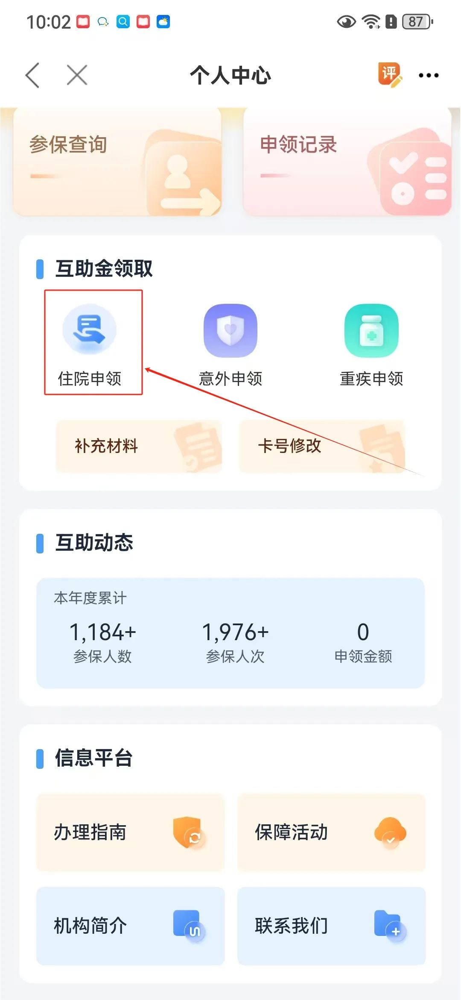 10:02
87
个人中心
评
参保查询
申领记录
互助金领取
住院申领
意外申领
重疾申领
补充材料
卡号修改
互助动态
本年度累计
1,184+
1,976+
0
参保人数
参保人次
申领金额
信息平台
办理指南
保障活动
机构简介
联系我们